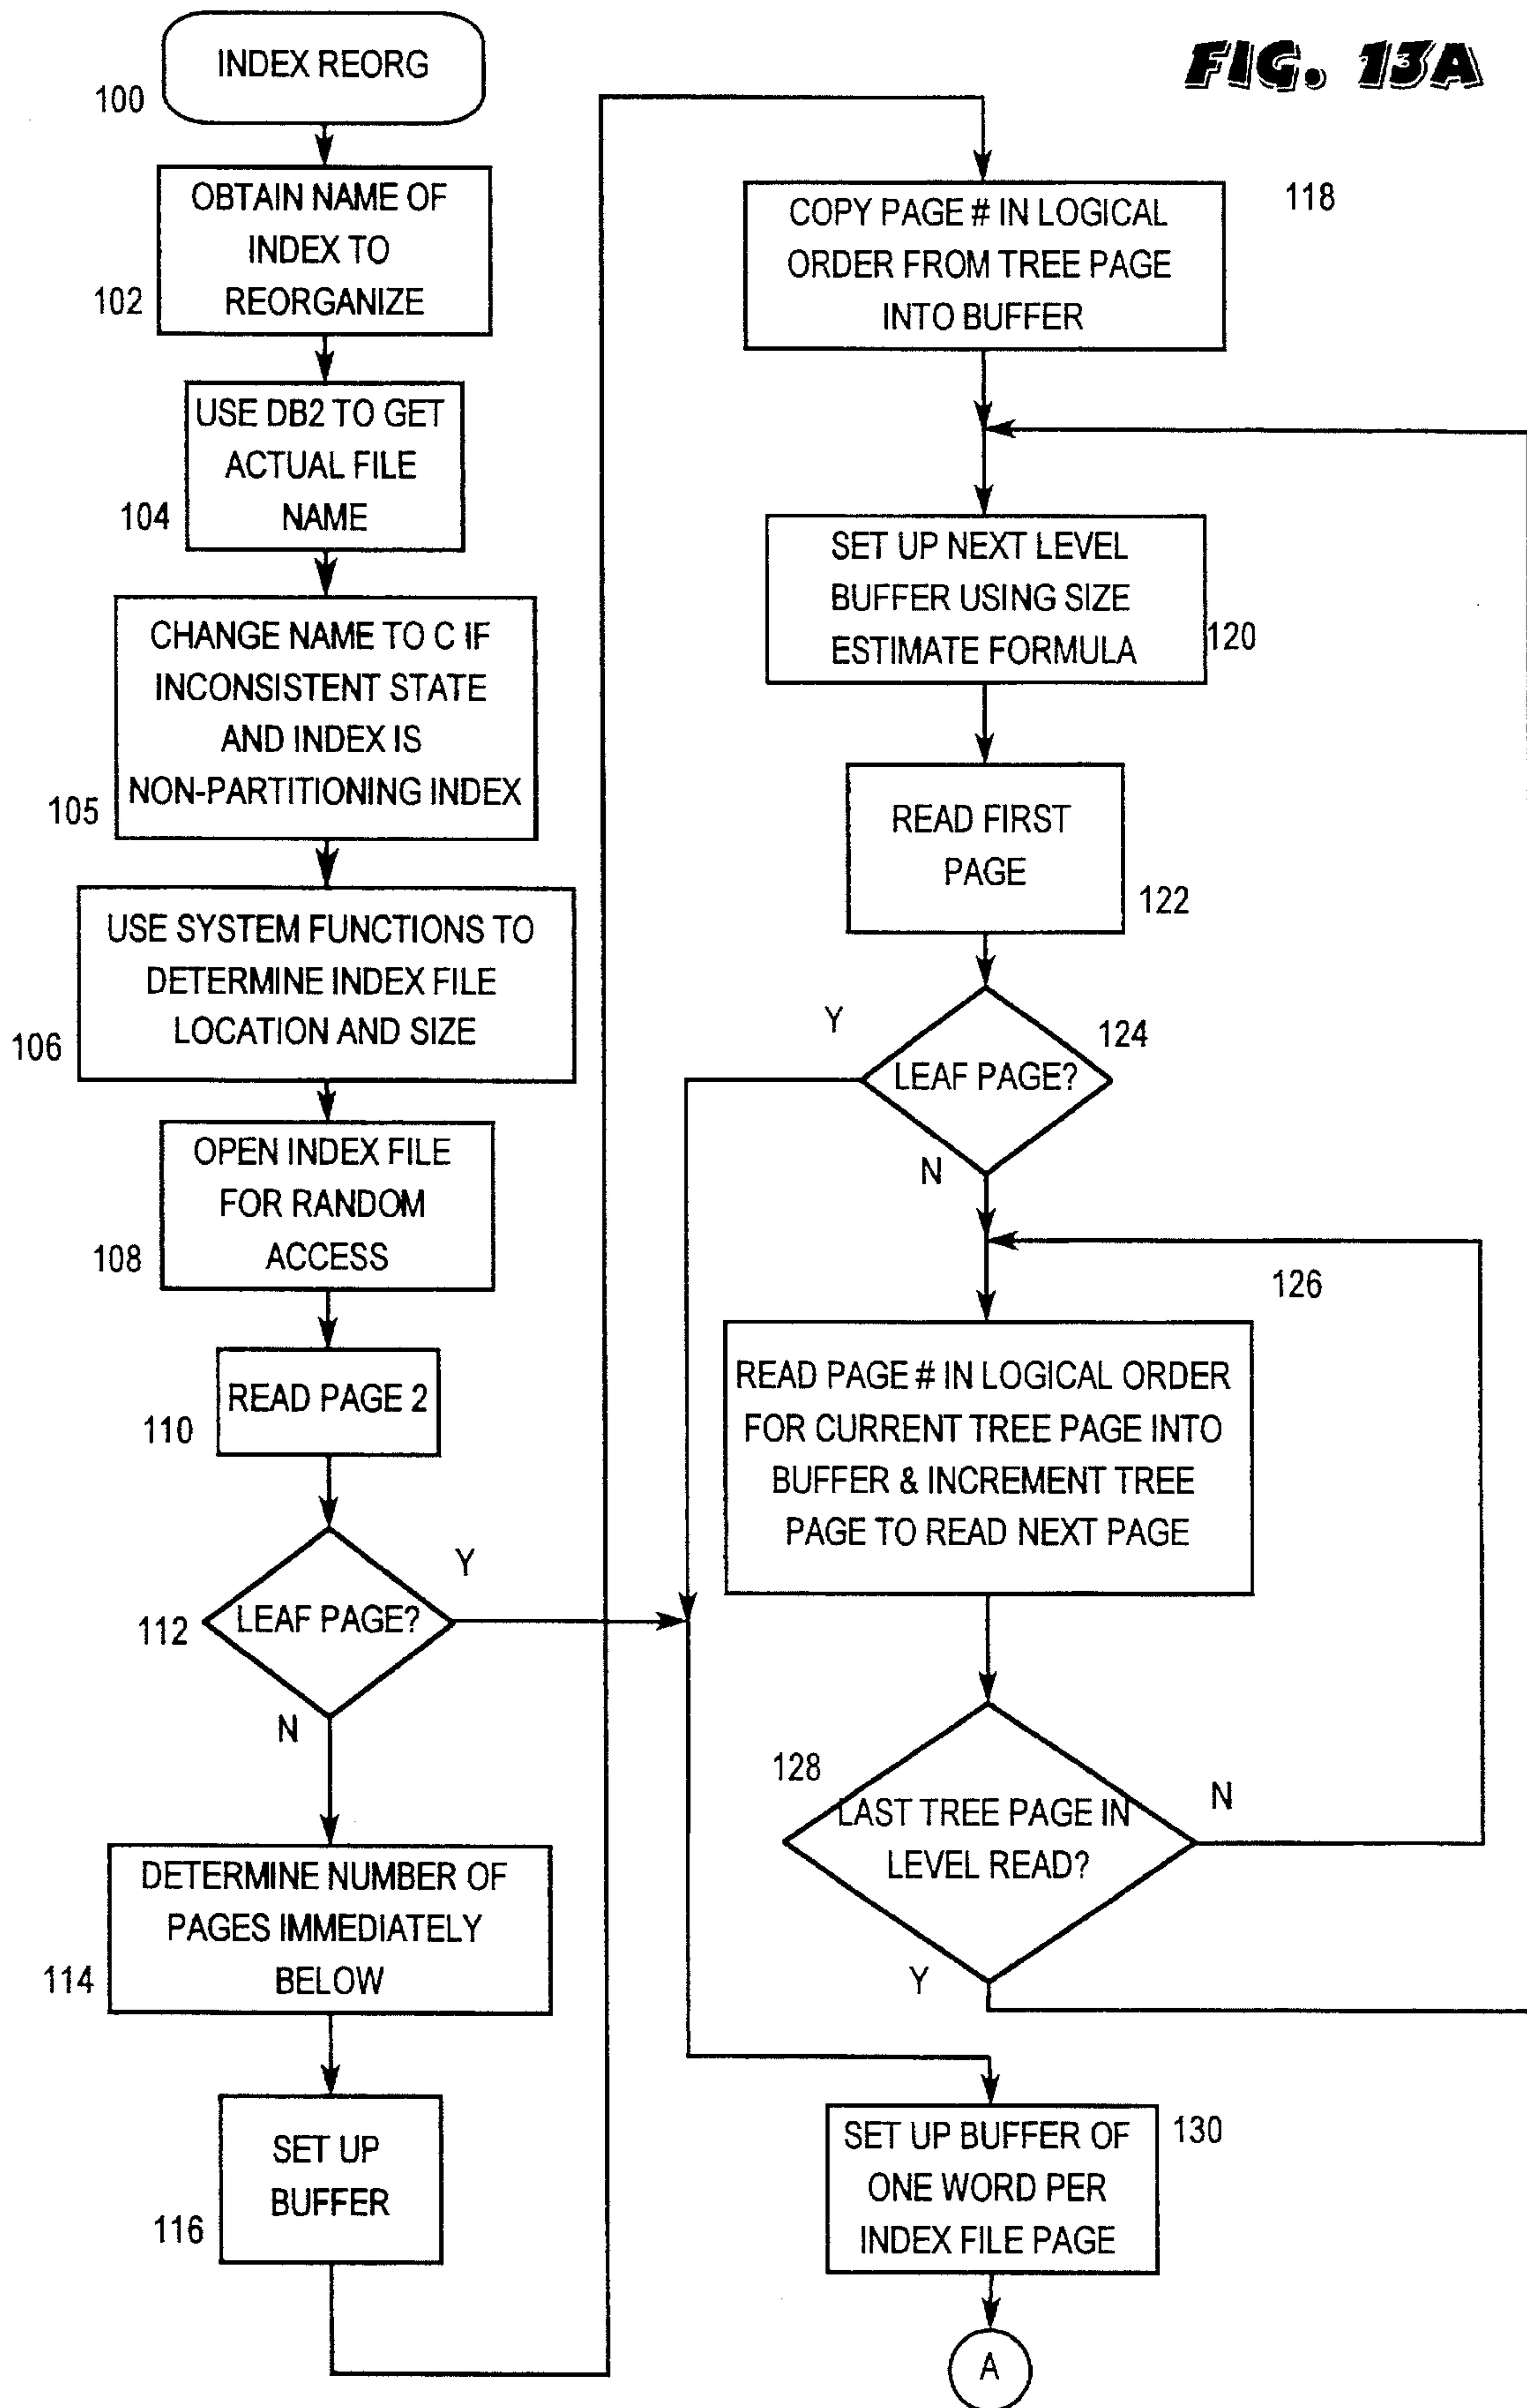 FIG. 13A
INDEX REORG
100
OBTAIN NAME OF
INDEX TO
REORGANIZE
102
USE DB2 TO GET
ACTUAL FILE
NAME
104
CHANGE NAME TO C IF
INCONSISTENT STATE
AND INDEX IS
NON-PARTITIONING INDEX
105
USE SYSTEM FUNCTIONS TO
DETERMINE INDEX FILE
LOCATION AND SIZE
106
OPEN INDEX FILE
FOR RANDOM
ACCESS
108
READ PAGE 2
110
Y
LEAF PAGE?
112
N
DETERMINE NUMBER OF
PAGES IMMEDIATELY
BELOW
114
SET UP
BUFFER
116
118
COPY PAGE # IN LOGICAL
ORDER FROM TREE PAGE
INTO BUFFER
SET UP NEXT LEVEL
BUFFER USING SIZE
ESTIMATE FORMULA
120
READ FIRST
PAGE
122
Y
124
LEAF PAGE?
N
126
READ PAGE # IN LOGICAL ORDER
FOR CURRENT TREE PAGE INTO
BUFFER & INCREMENT TREE
PAGE TO READ NEXT PAGE
128
N
LAST TREE PAGE IN
LEVEL READ?
Y
130
SET UP BUFFER OF
ONE WORD PER
INDEX FILE PAGE
A